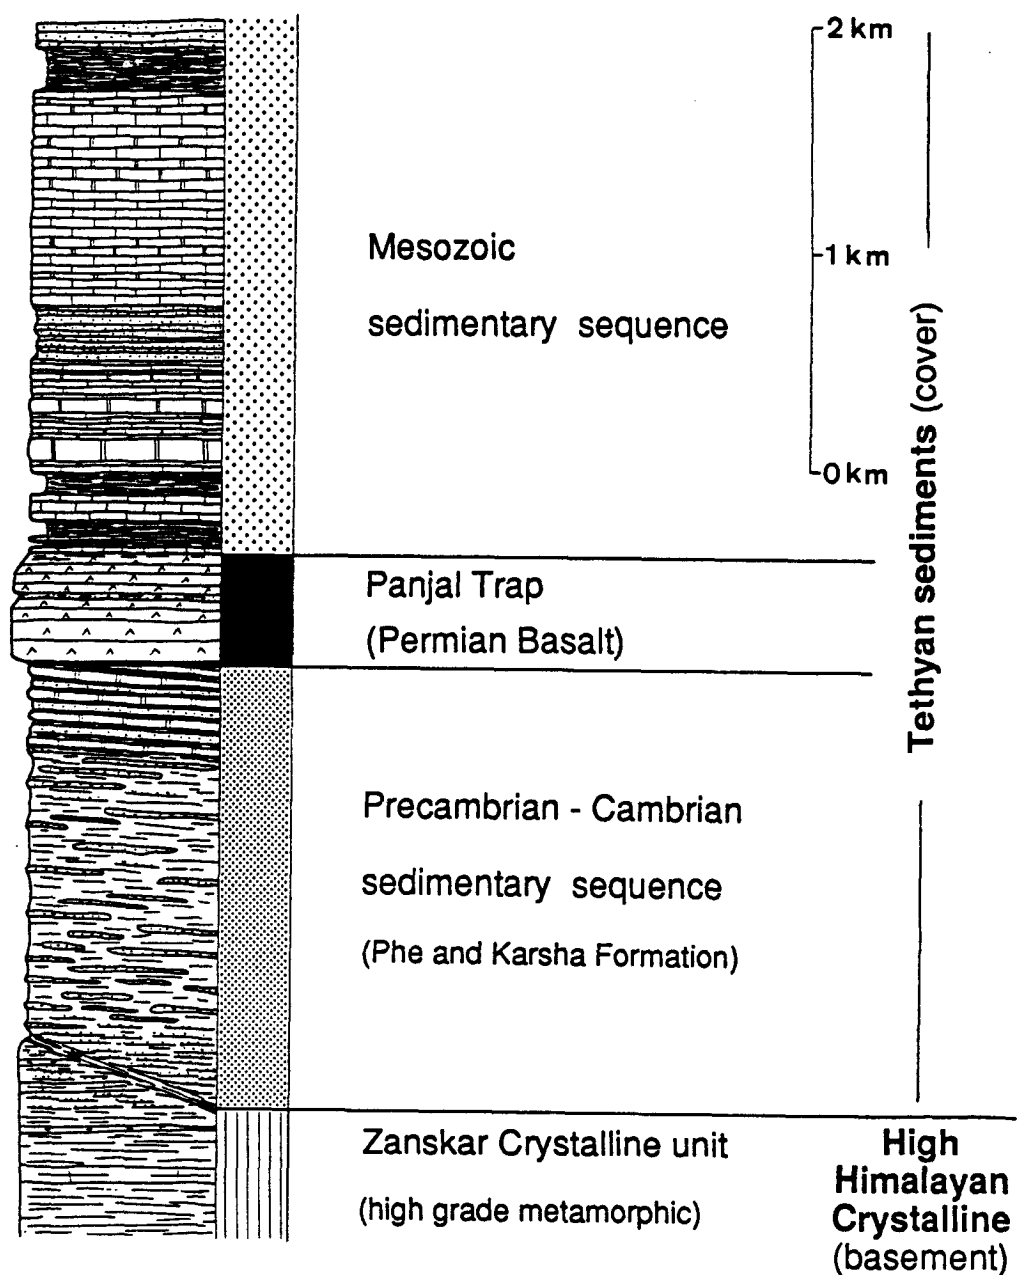 2 km
Mesozoic
1 km
sedimentary sequence
0 km
Tethyan sediments (cover)
Panjal Trap
(Permian Basalt)
Precambrian - Cambrian
sedimentary sequence
(Phe and Karsha Formation)
Zanskar Crystalline unit
(high grade metamorphic)
High
Himalayan
Crystalline
(basement)